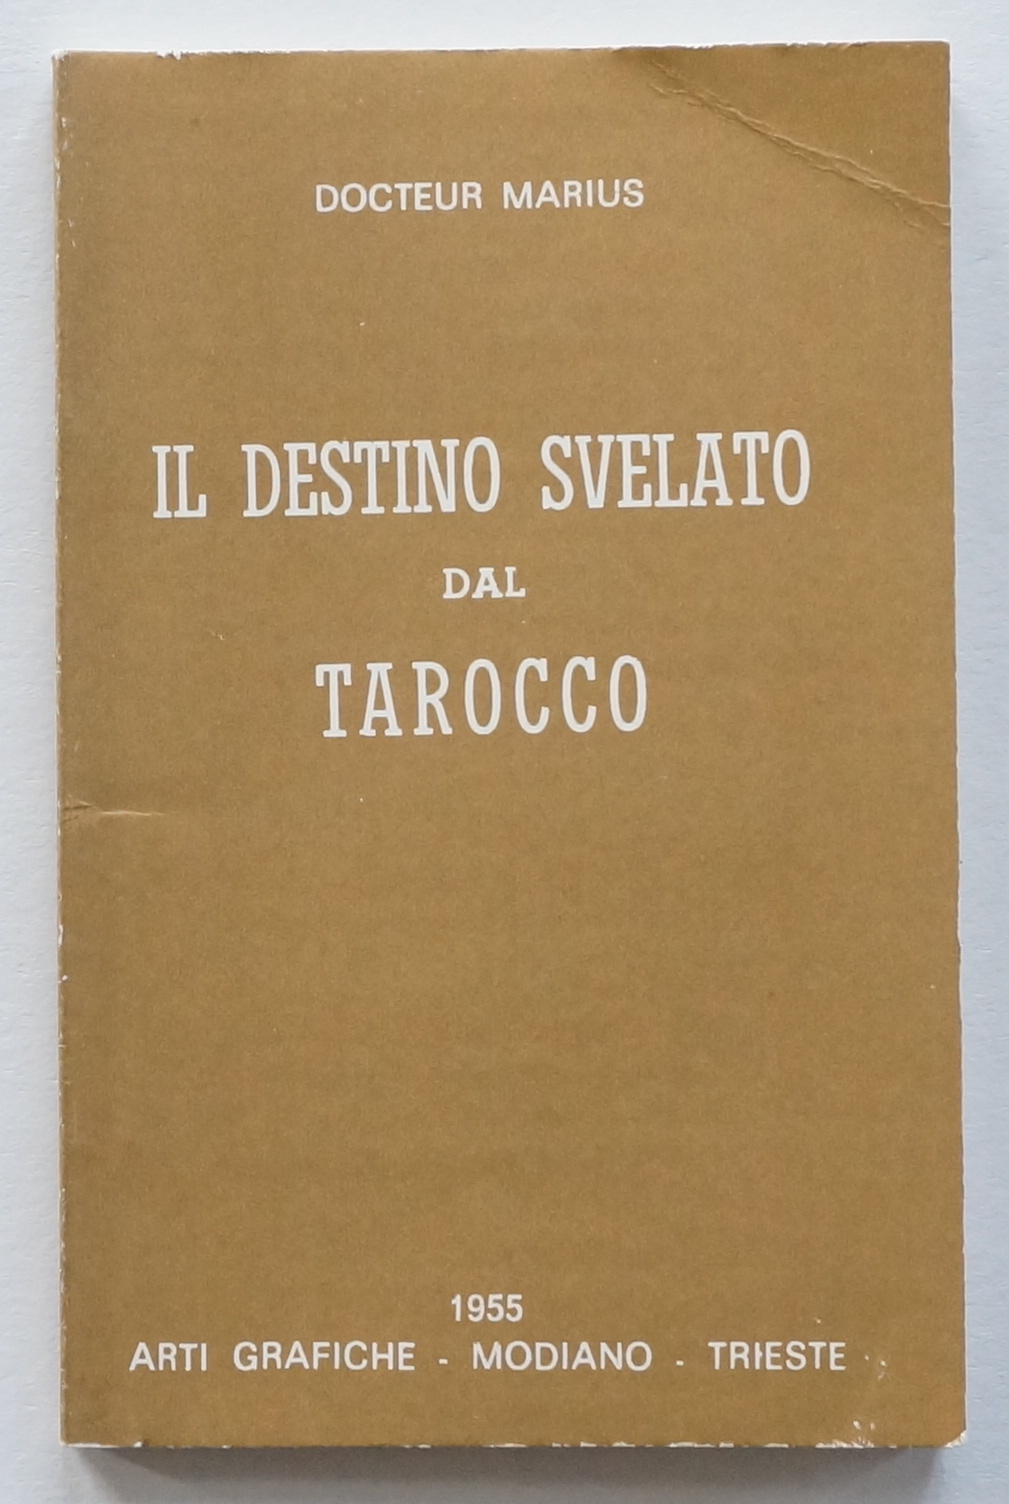 DOCTEUR MARIUS
IL DESTINO SVELATO
DAL
TAROCCO
1955
ARTI GRAFICHE - MODIANO - TRIESTE